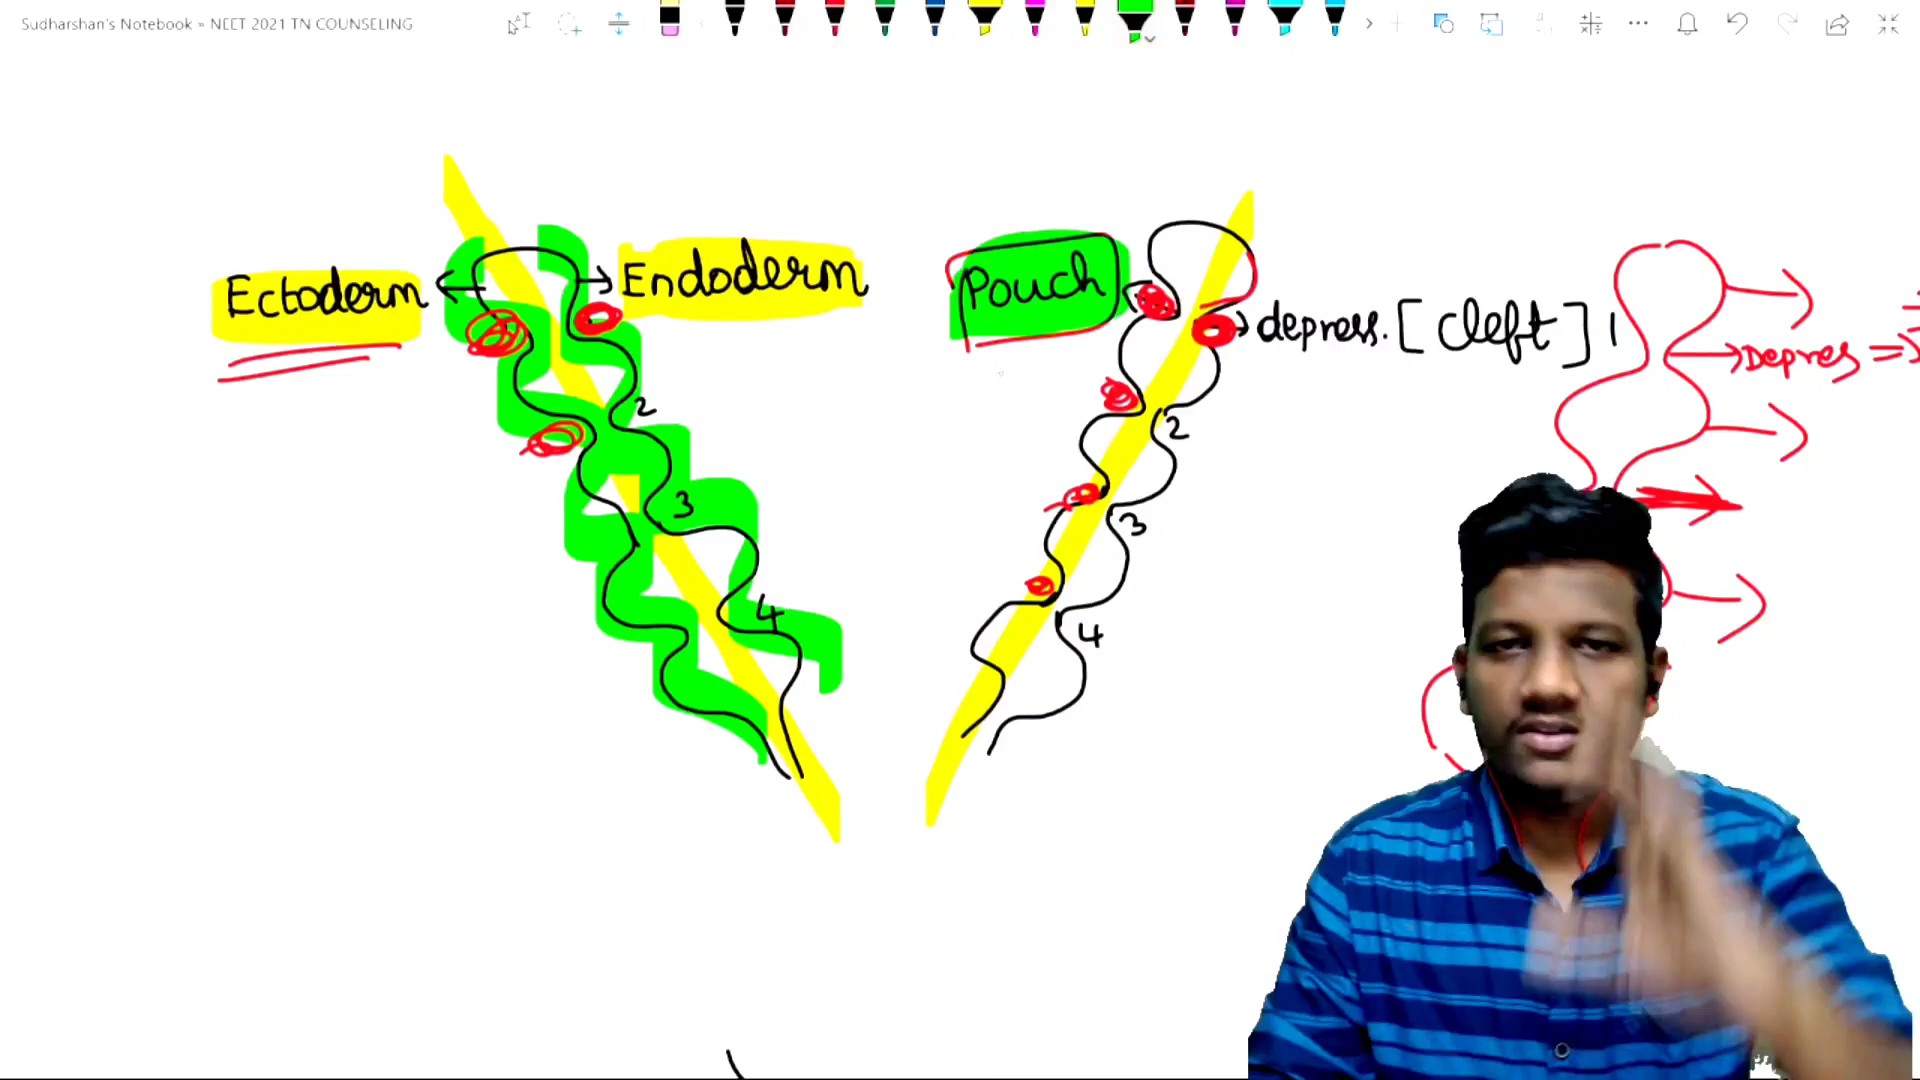 Sudharshan's Notebook » NEET 2021 TN COUNSELING
Ectoderm
Endoderm
Pouch
depress. [ cleft ] 1
Depres =>
2
3
4
2
3
4